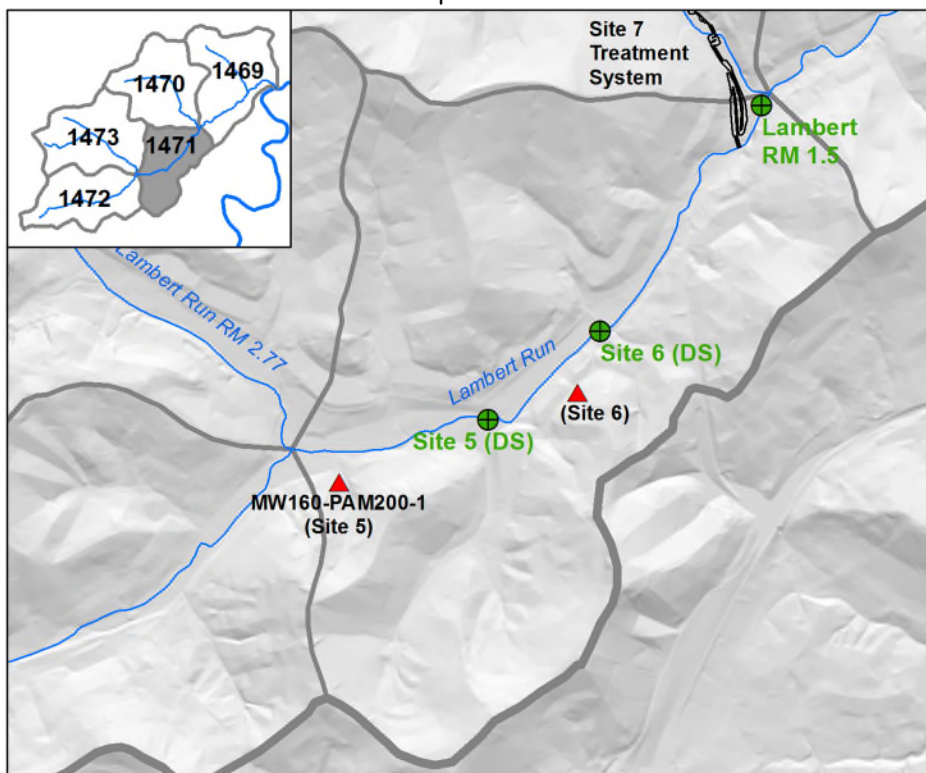 1469
1470
1473
1471
1472
Site 7
Treatment
System
Lambert
RM 1.5
Lambert Run RM 2.77
Lambert Run
Site 6 (DS)
(Site 6)
Site 5 (DS)
MW160-PAM200-1
(Site 5)